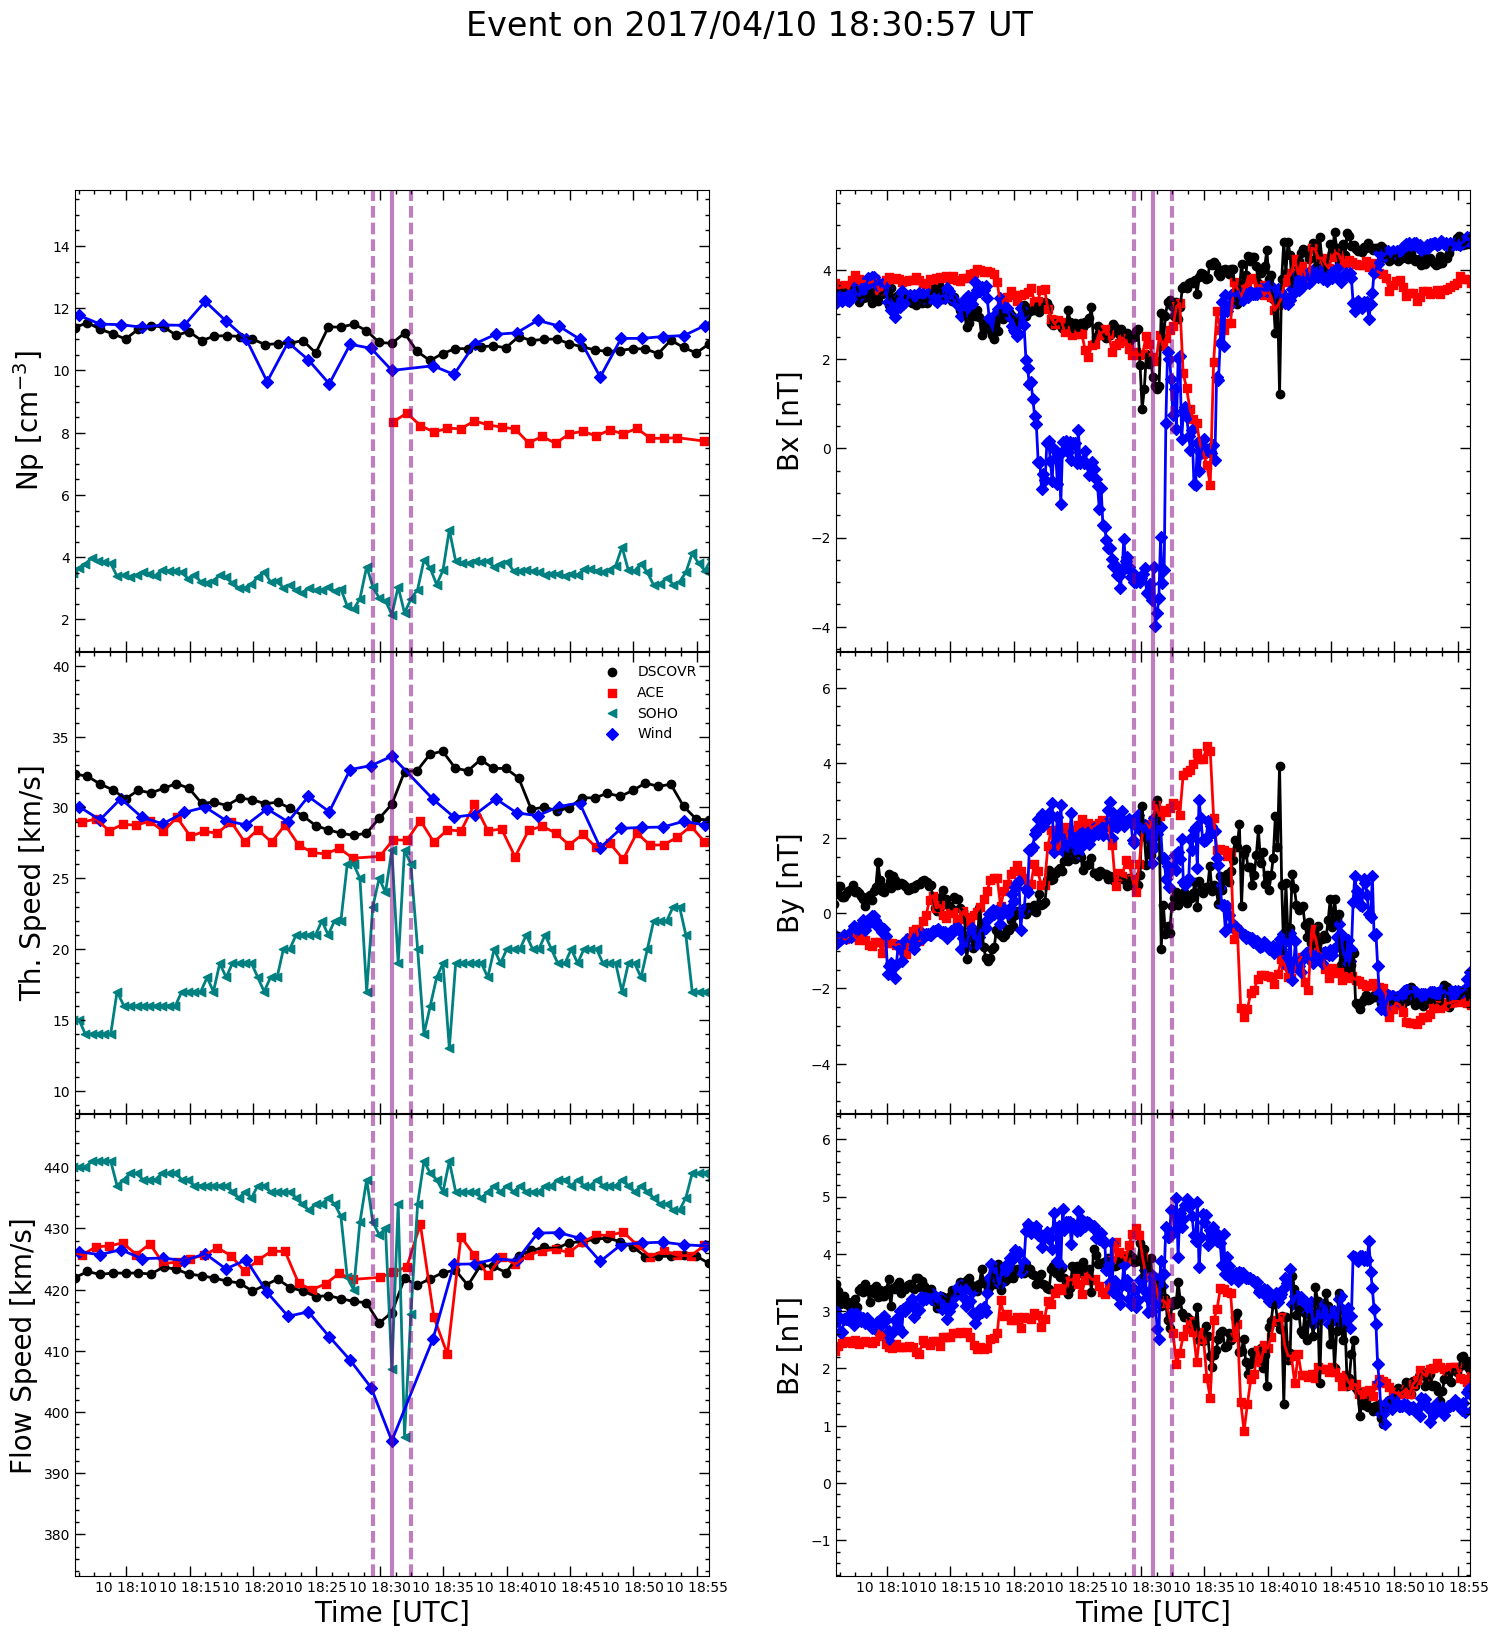 Event on 2017/04/10 18:30:57 UT
Np [cm⁻³]
14
12
10
8
6
4
2
Th. Speed [km/s]
40
35
30
25
20
15
10
DSCOVR
ACE
SOHO
Wind
Flow Speed [km/s]
440
430
420
410
400
390
380
10 18:10 10 18:15 10 18:20 10 18:25 10 18:30 10 18:35 10 18:40 10 18:45 10 18:50 10 18:55
Time [UTC]
Bx [nT]
4
2
0
−2
−4
By [nT]
6
4
2
0
−2
−4
Bz [nT]
6
5
4
3
2
1
0
−1
10 18:10 10 18:15 10 18:20 10 18:25 10 18:30 10 18:35 10 18:40 10 18:45 10 18:50 10 18:55
Time [UTC]